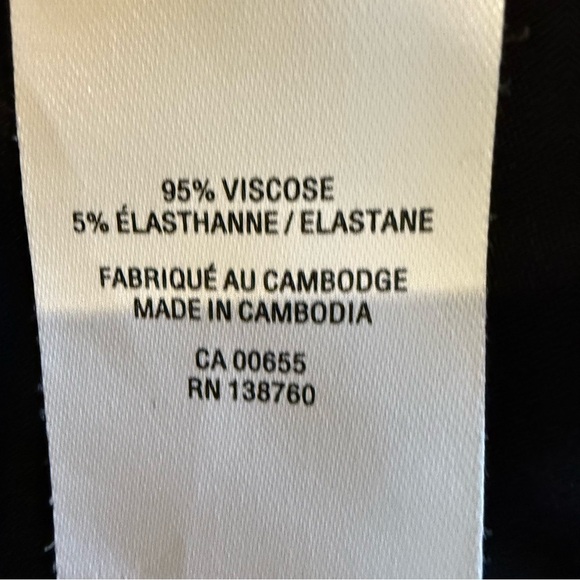 95% VISCOSE
5% ÉLASTHANNE / ELASTANE
FABRIQUÉ AU CAMBODGE
MADE IN CAMBODIA
CA 00655
RN 138760